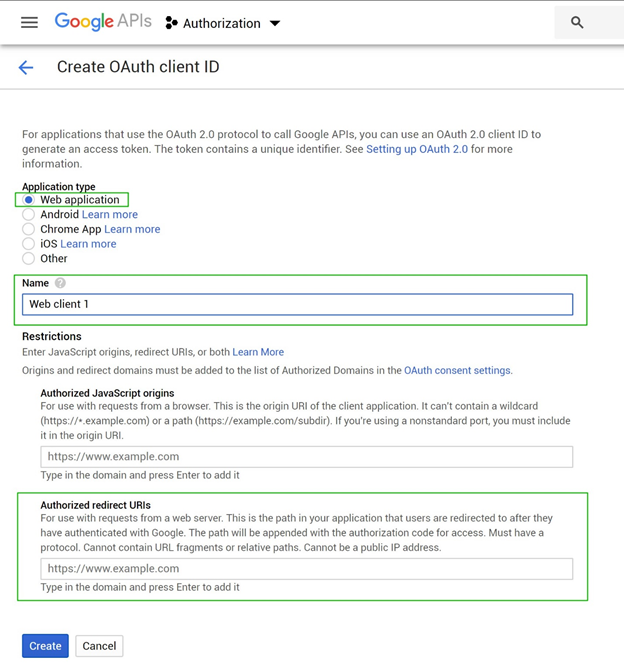 Google APIs Authorization
Create OAuth client ID
For applications that use the OAuth 2.0 protocol to call Google APIs, you can use an OAuth 2.0 client ID to
generate an access token. The token contains a unique identifier. See Setting up OAuth 2.0 for more
information.
Application type
Web application
Android Learn more
Chrome App Learn more
iOS Learn more
Other
Name ?
Web client 1
Restrictions
Enter JavaScript origins, redirect URIs, or both Learn More
Origins and redirect domains must be added to the list of Authorized Domains in the OAuth consent settings.
Authorized JavaScript origins
For use with requests from a browser. This is the origin URI of the client application. It can't contain a wildcard
(https://*.example.com) or a path (https://example.com/subdir). If you're using a nonstandard port, you must include
it in the origin URI.
https://www.example.com
Type in the domain and press Enter to add it
Authorized redirect URIs
For use with requests from a web server. This is the path in your application that users are redirected to after they
have authenticated with Google. The path will be appended with the authorization code for access. Must have a
protocol. Cannot contain URL fragments or relative paths. Cannot be a public IP address.
https://www.example.com
Type in the domain and press Enter to add it
Create Cancel